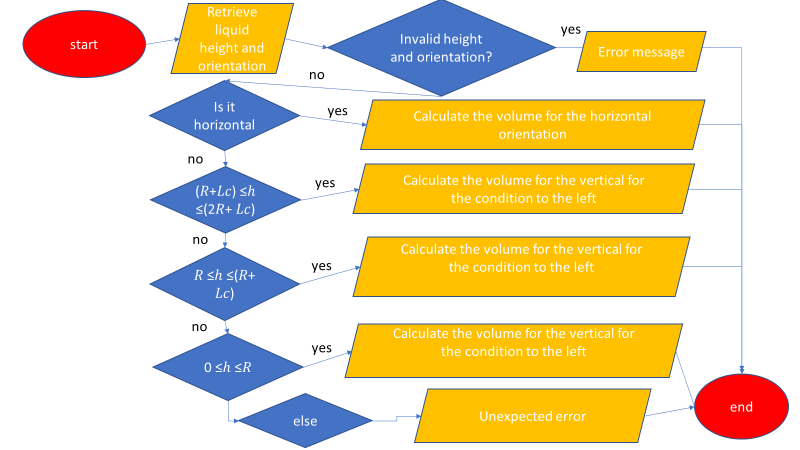 start
Retrieve
liquid
height and
orientation
Invalid height
and orientation?
yes
Error message
no
Is it
horizontal
yes
Calculate the volume for the horizontal
orientation
no
(R+Lc) ≤h
≤(2R+ Lc)
yes
Calculate the volume for the vertical for
the condition to the left
no
R ≤h ≤(R+
Lc)
yes
Calculate the volume for the vertical for
the condition to the left
no
0 ≤h ≤R
yes
Calculate the volume for the vertical for
the condition to the left
else
Unexpected error
end